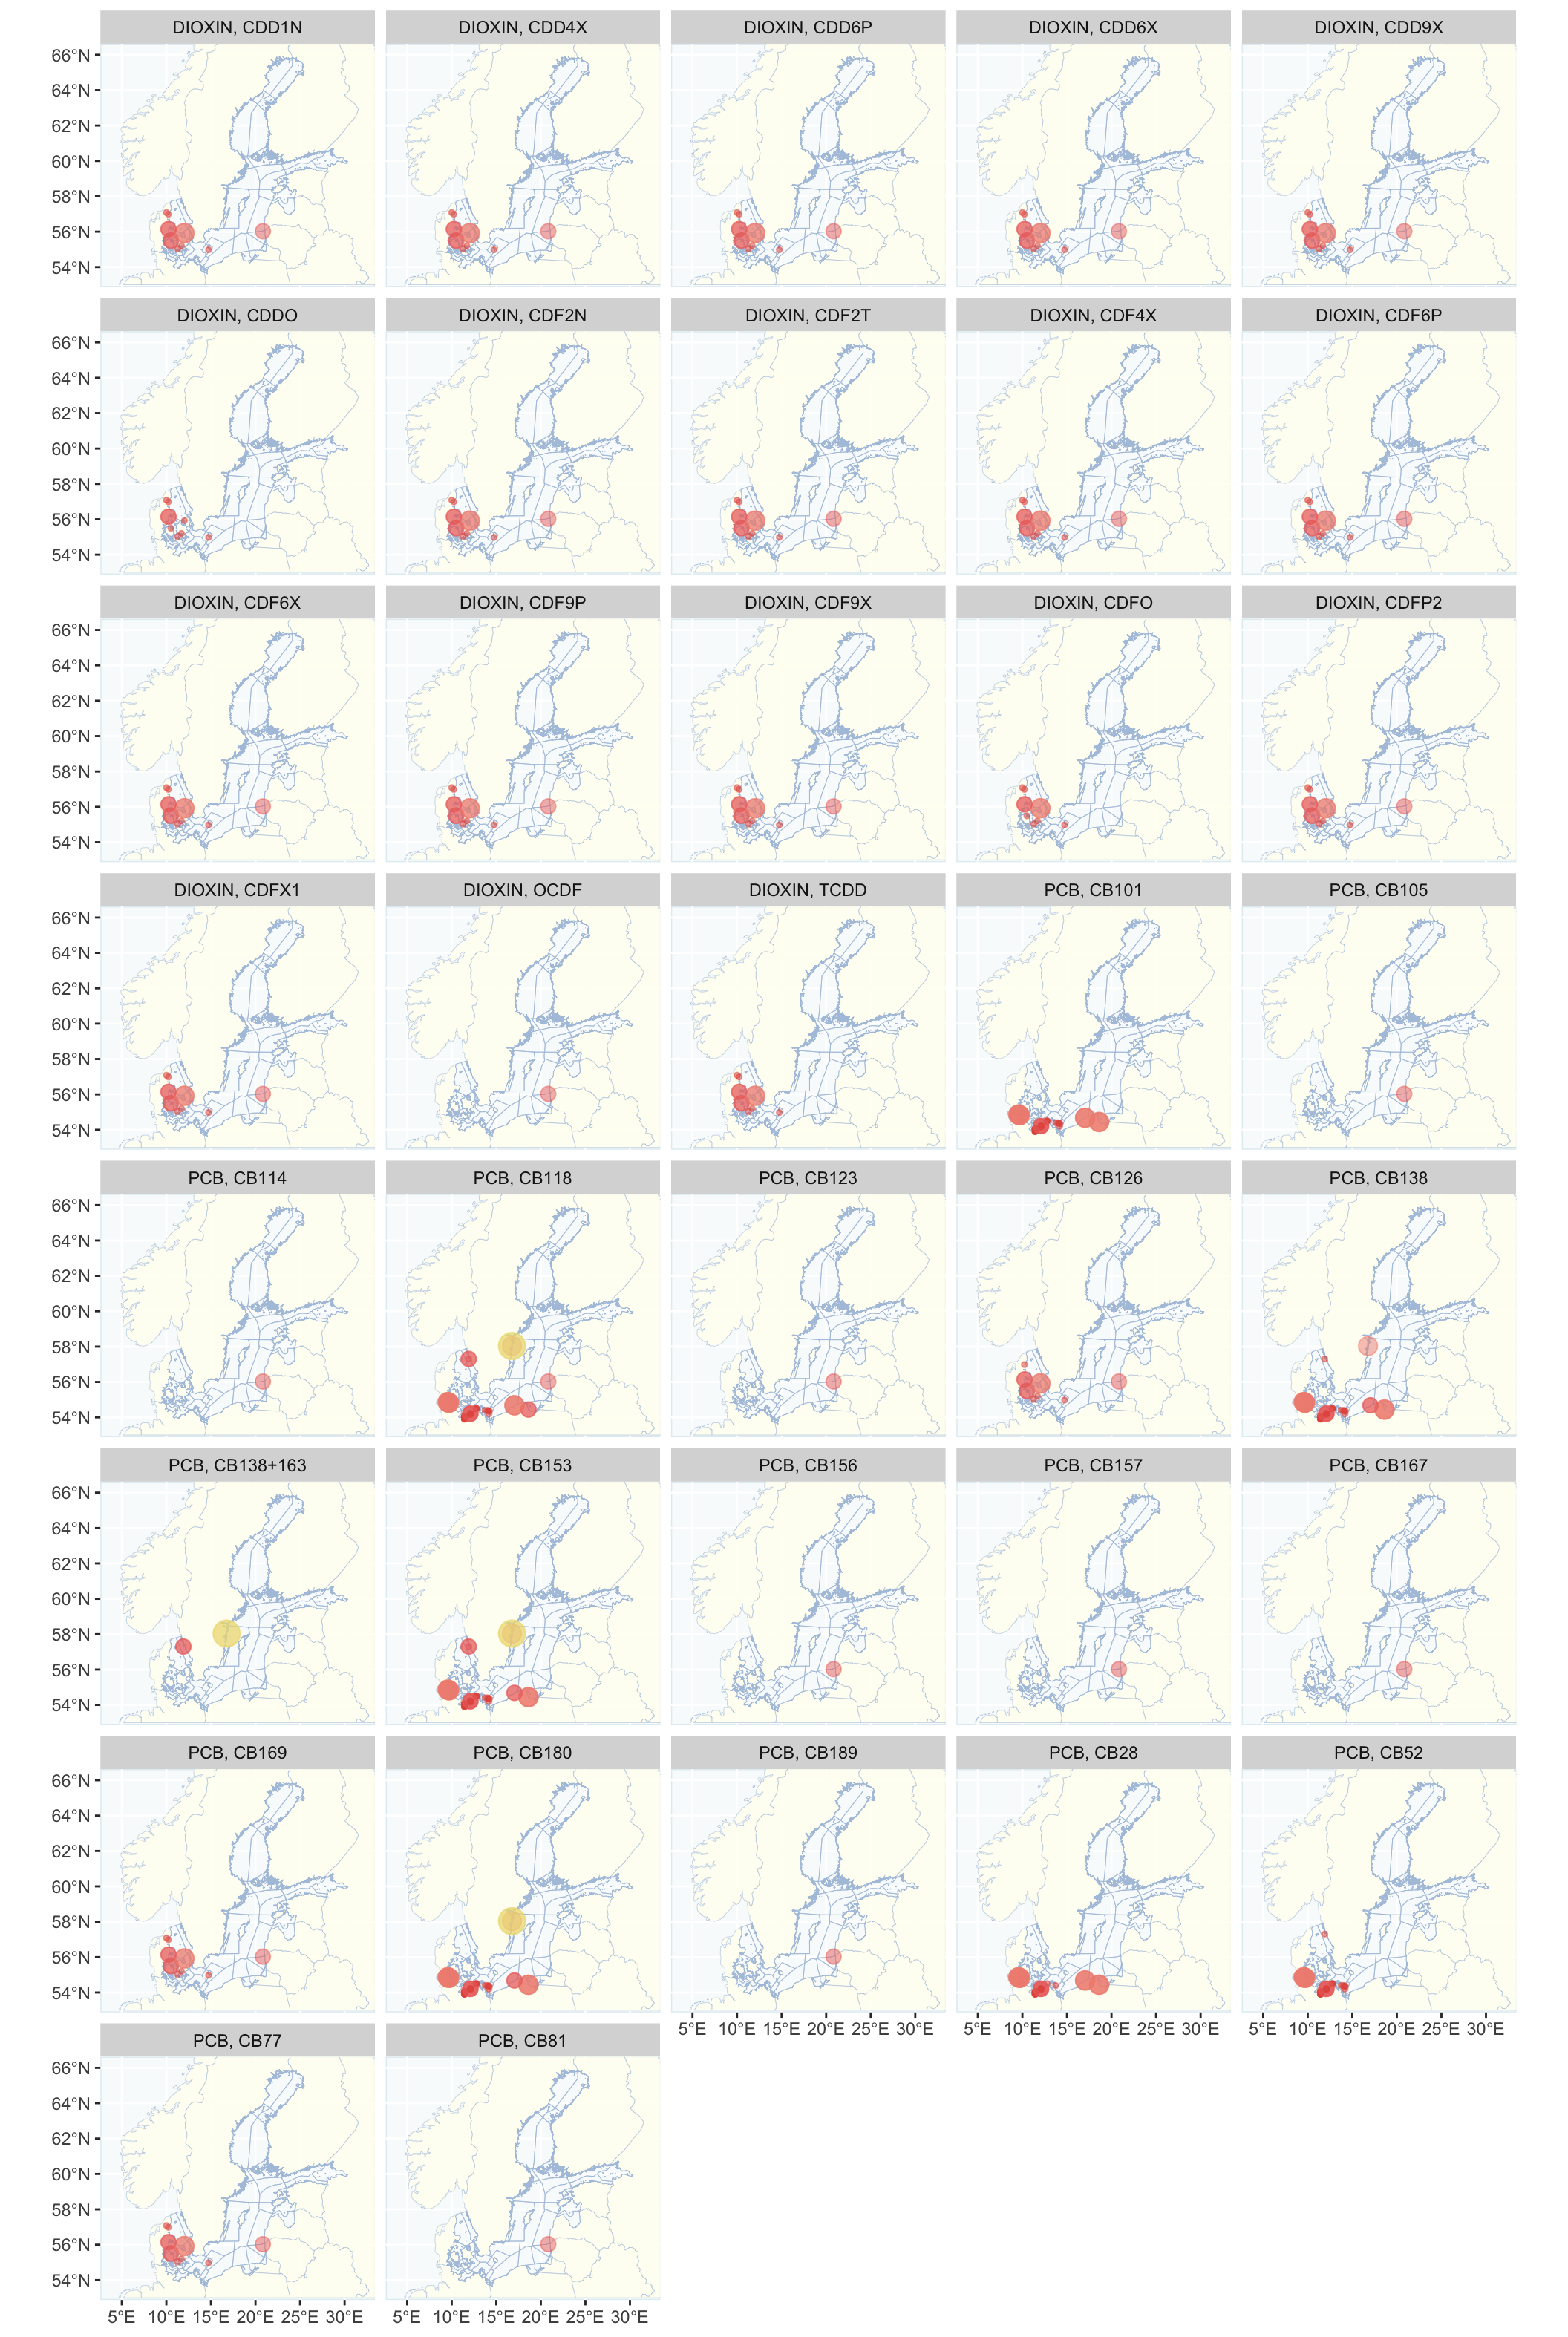 DIOXIN, CDD1N DIOXIN, CDD4X DIOXIN, CDD6P DIOXIN, CDD6X DIOXIN, CDD9X
66°N
64°N
62°N
60°N
58°N
56°N
54°N
DIOXIN, CDDO DIOXIN, CDF2N DIOXIN, CDF2T DIOXIN, CDF4X DIOXIN, CDF6P
66°N
64°N
62°N
60°N
58°N
56°N
54°N
DIOXIN, CDF6X DIOXIN, CDF9P DIOXIN, CDF9X DIOXIN, CDFO DIOXIN, CDFP2
66°N
64°N
62°N
60°N
58°N
56°N
54°N
DIOXIN, CDFX1 DIOXIN, OCDF DIOXIN, TCDD PCB, CB101 PCB, CB105
66°N
64°N
62°N
60°N
58°N
56°N
54°N
PCB, CB114 PCB, CB118 PCB, CB123 PCB, CB126 PCB, CB138
66°N
64°N
62°N
60°N
58°N
56°N
54°N
PCB, CB138+163 PCB, CB153 PCB, CB156 PCB, CB157 PCB, CB167
66°N
64°N
62°N
60°N
58°N
56°N
54°N
PCB, CB169 PCB, CB180 PCB, CB189 PCB, CB28 PCB, CB52
66°N
64°N
62°N
60°N
58°N
56°N
54°N
5°E 10°E 15°E 20°E 25°E 30°E 5°E 10°E 15°E 20°E 25°E 30°E 5°E 10°E 15°E 20°E 25°E 30°E
PCB, CB77 PCB, CB81
66°N
64°N
62°N
60°N
58°N
56°N
54°N
5°E 10°E 15°E 20°E 25°E 30°E 5°E 10°E 15°E 20°E 25°E 30°E